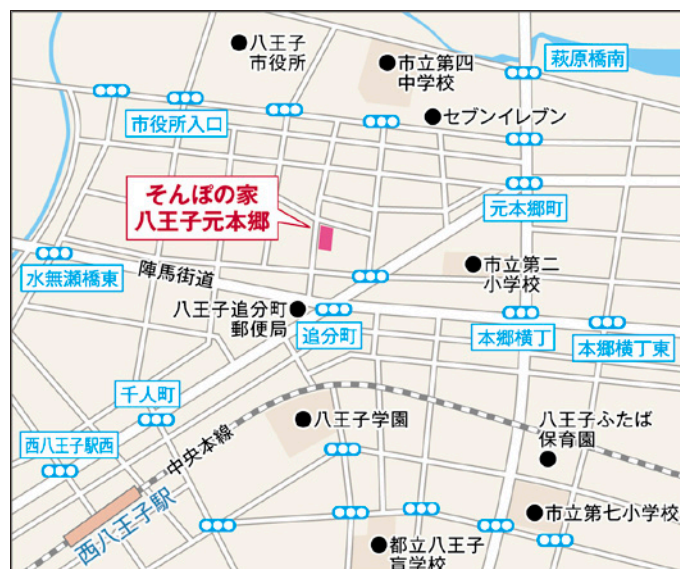 八王子
市役所
市立第四
中学校
萩原橋南
セブンイレブン
市役所入口
そんぽの家
八王子元本郷
元本郷町
水無瀬橋東
陣馬街道
市立第二
小学校
八王子追分町
郵便局
追分町
本郷横丁
本郷横丁東
千人町
八王子学園
八王子ふたば
保育園
西八王子駅西
中央本線
西八王子駅
市立第七小学校
都立八王子
盲学校